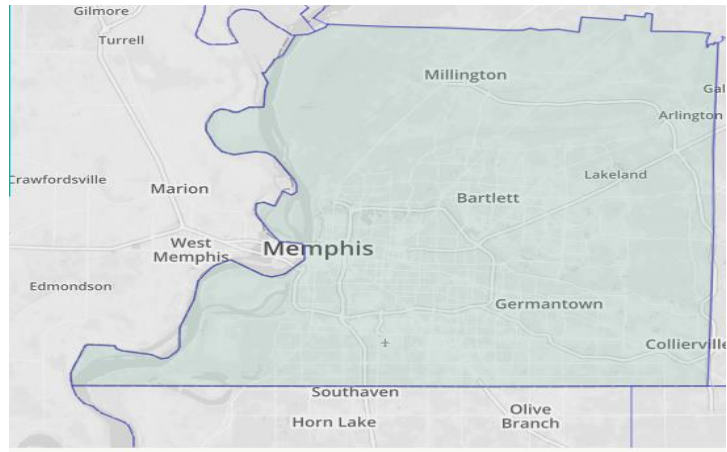 Gilmore
Turrell
Millington
Gal
Arlington
Lakeland
Crawfordsville
Marion
Bartlett
West
Memphis
Memphis
Edmondson
Germantown
Collierville
Southaven
Horn Lake
Olive
Branch